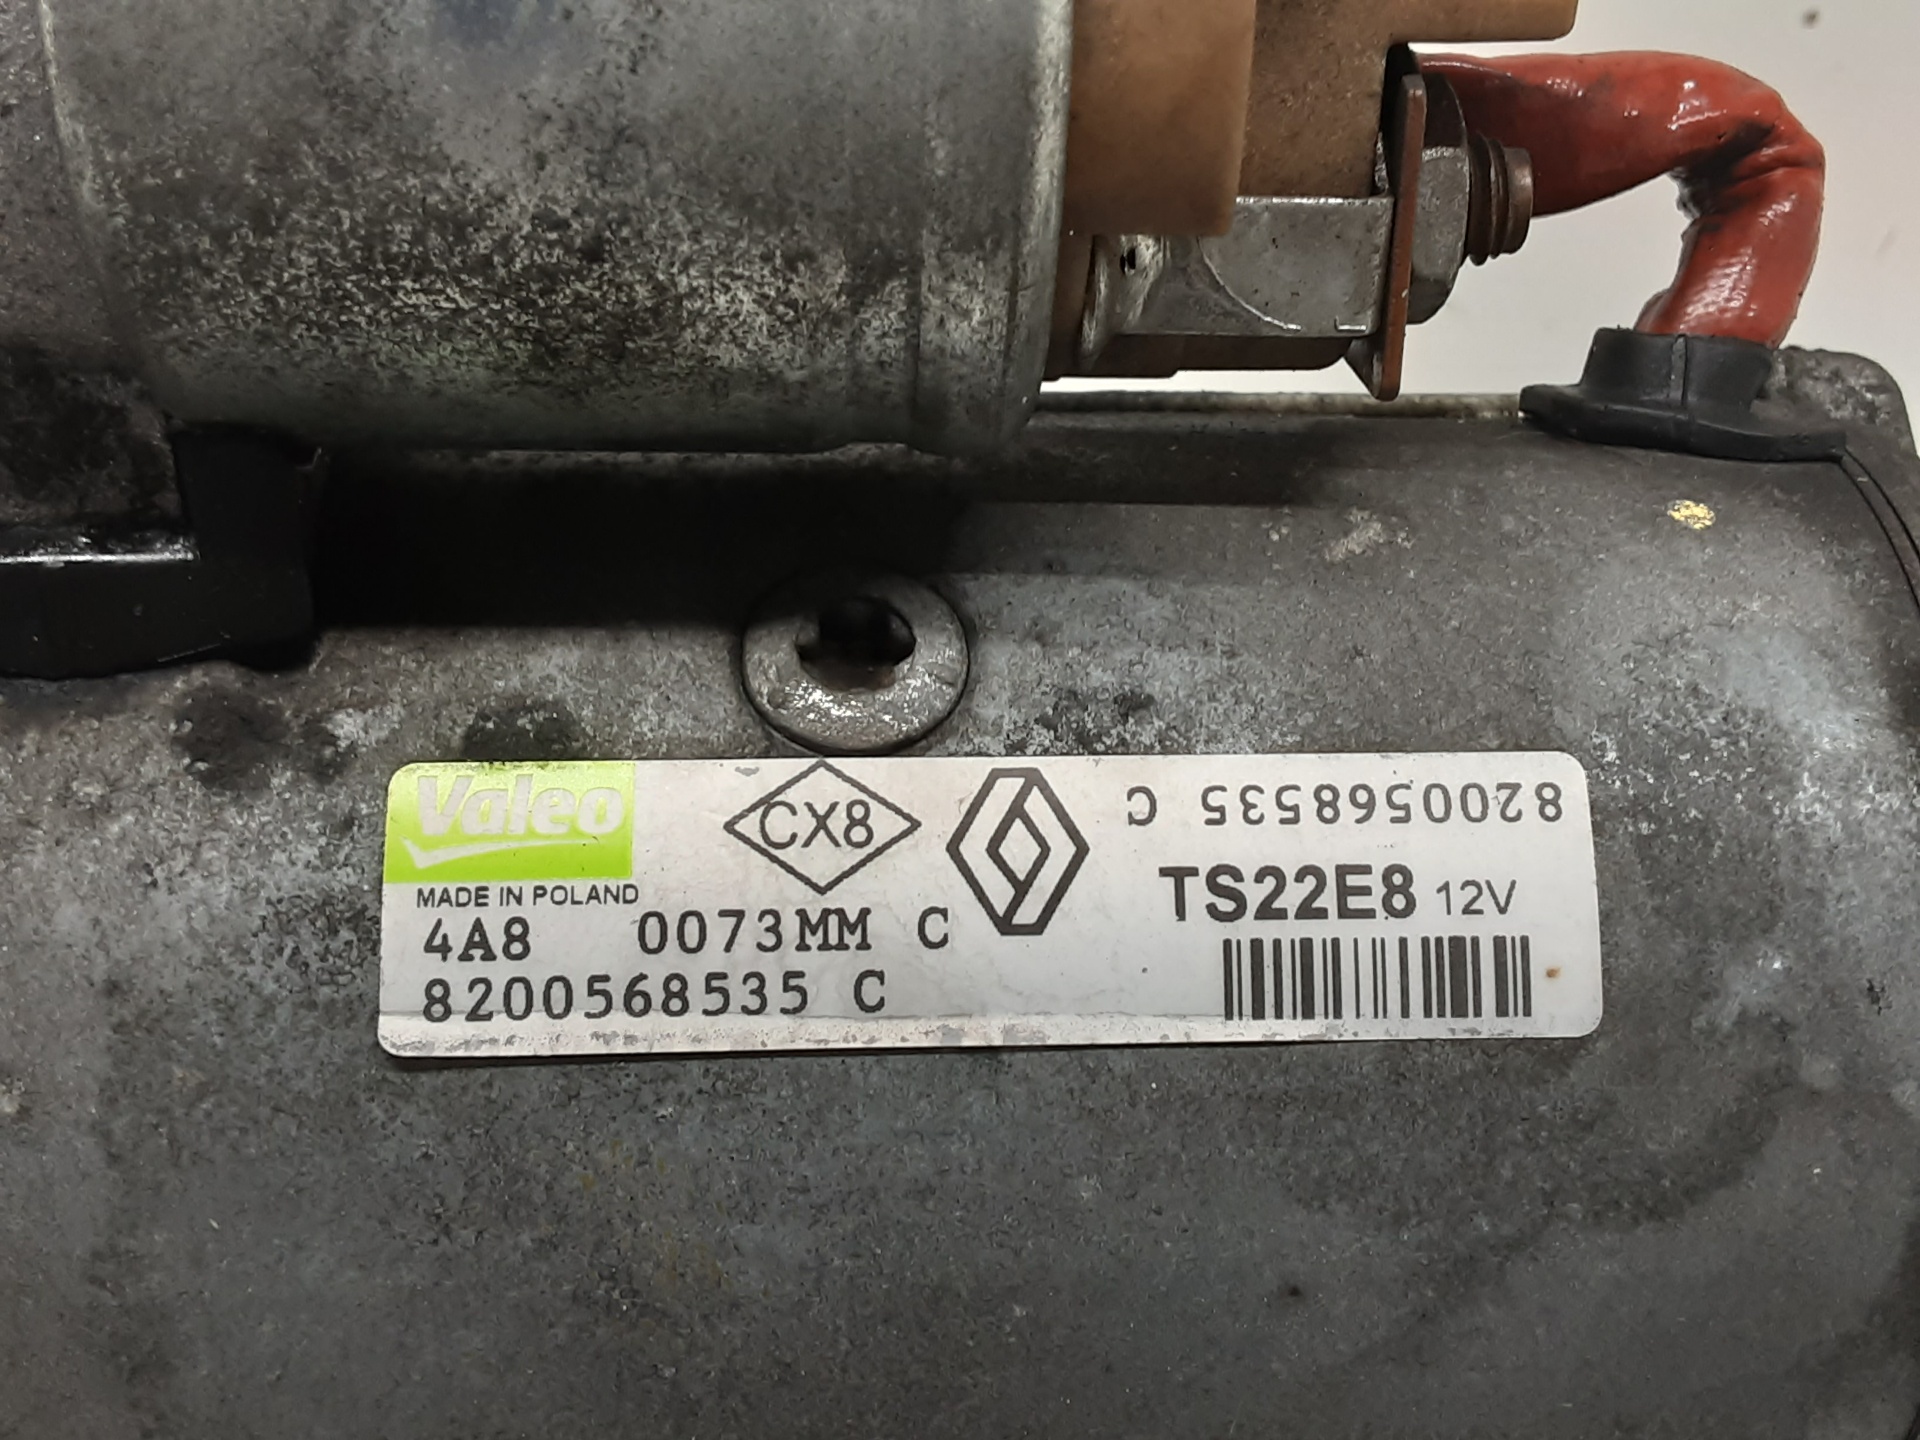 Valeo
CX8
8200568535 C
TS22E8 12V
MADE IN POLAND
4A8 0073MM C
8200568535 C